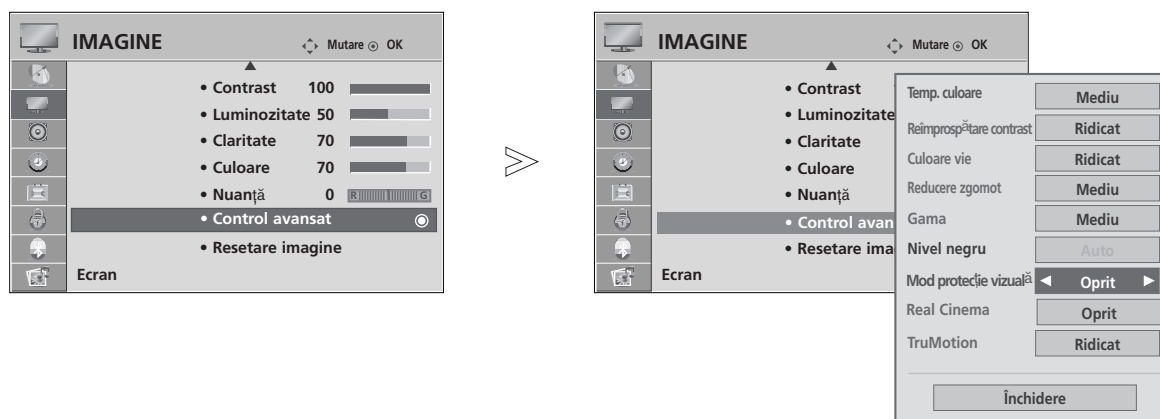 IMAGINE Mutare OK
• Contrast 100
• Luminozitate 50
• Claritate 70
• Culoare 70
• Nuanță 0 R G
• Control avansat
• Resetare imagine
Ecran
IMAGINE Mutare OK
• Contrast
• Luminozitate
• Claritate
• Culoare
• Nuanță
• Control avan
• Resetare ima
Ecran
Temp. culoare Mediu
Reîmprospătare contrast Ridicat
Culoare vie Ridicat
Reducere zgomot Mediu
Gama Mediu
Nivel negru Auto
Mod protecţie vizuală ◄ Oprit ►
Real Cinema Oprit
TruMotion Ridicat
Închidere